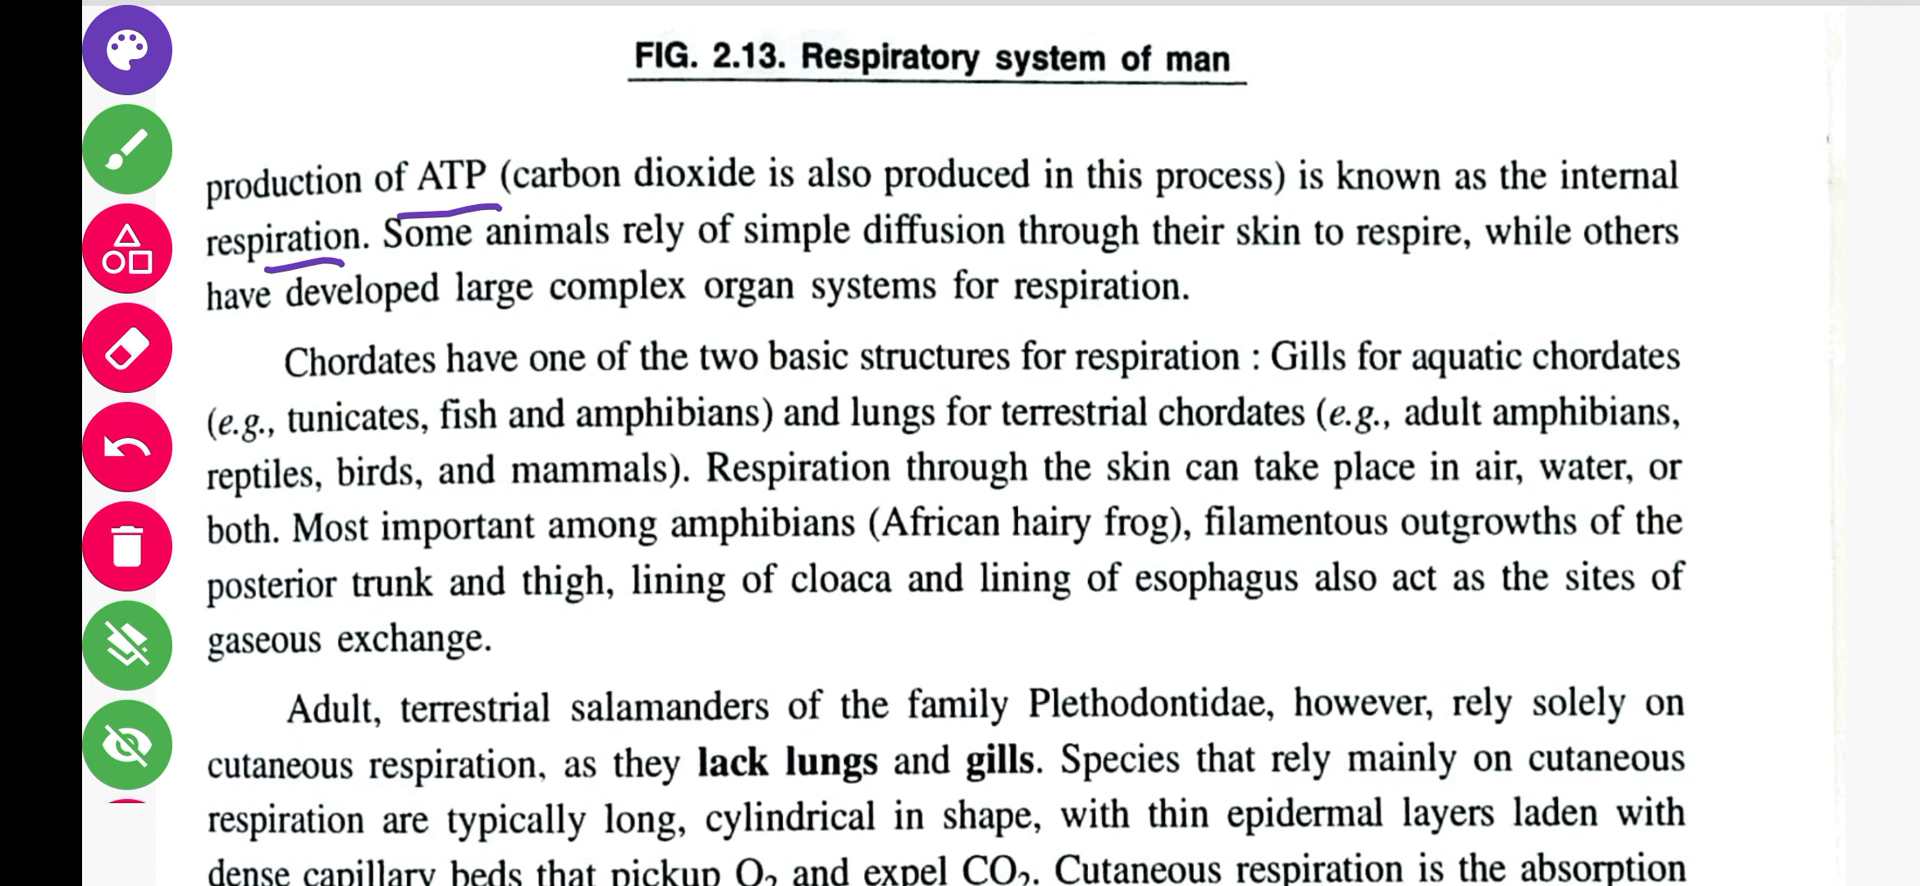 FIG. 2.13. Respiratory system of man
production of ATP (carbon dioxide is also produced in this process) is known as the internal
respiration. Some animals rely of simple diffusion through their skin to respire, while others
have developed large complex organ systems for respiration.
Chordates have one of the two basic structures for respiration : Gills for aquatic chordates
(e.g., tunicates, fish and amphibians) and lungs for terrestrial chordates (e.g., adult amphibians,
reptiles, birds, and mammals). Respiration through the skin can take place in air, water, or
both. Most important among amphibians (African hairy frog), filamentous outgrowths of the
posterior trunk and thigh, lining of cloaca and lining of esophagus also act as the sites of
gaseous exchange.
Adult, terrestrial salamanders of the family Plethodontidae, however, rely solely on
cutaneous respiration, as they lack lungs and gills. Species that rely mainly on cutaneous
respiration are typically long, cylindrical in shape, with thin epidermal layers laden with
dense capillary beds that pickup O₂ and expel CO₂. Cutaneous respiration is the absorption